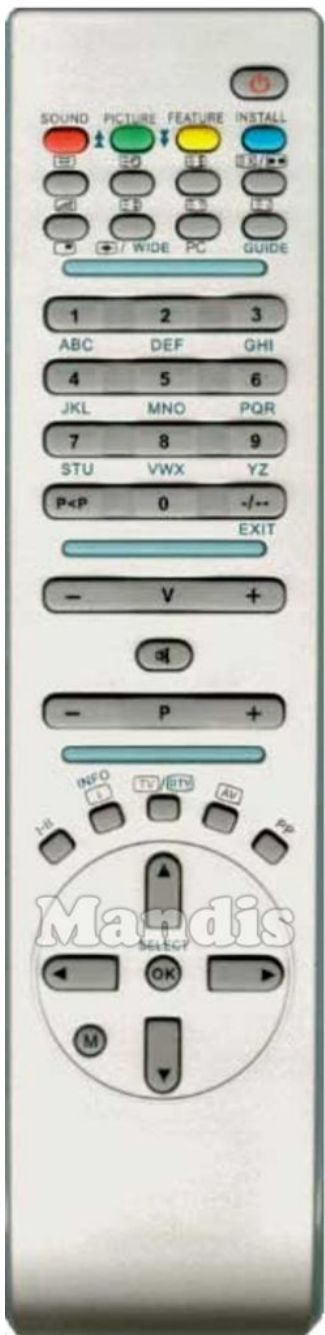 SOUND PICTURE FEATURE INSTALL
/ WIDE PC GUIDE
1 2 3
ABC DEF GHI
4 5 6
JKL MNO PQR
7 8 9
STU VWX YZ
P<P 0 -/--
EXIT
- V +
- P +
INFO TV/DTV AV
i
I-II PP
Mandis
SELECT
OK
M